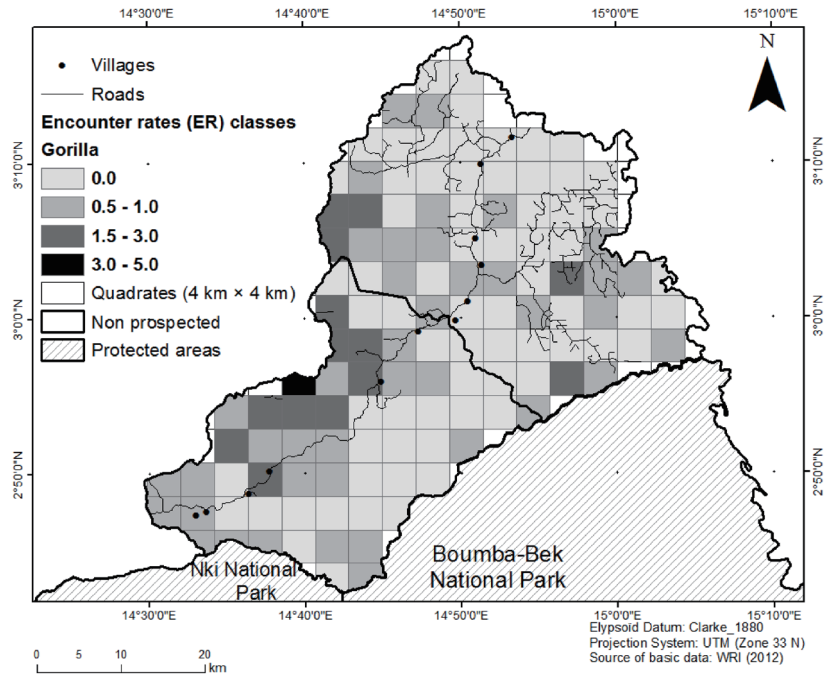 14°30'0"E 14°40'0"E 14°50'0"E 15°0'0"E 15°10'0"E
N
Villages
Roads
Encounter rates (ER) classes
Gorilla
0.0
0.5 - 1.0
1.5 - 3.0
3.0 - 5.0
Quadrates (4 km × 4 km)
Non prospected
Protected areas
3°10'0"N
3°0'0"N
2°50'0"N
3°10'0"N
3°0'0"N
2°50'0"N
Nki National
Park
Boumba-Bek
National Park
14°30'0"E 14°40'0"E 14°50'0"E 15°0'0"E 15°10'0"E
Elypsoid Datum: Clarke_1880
Projection System: UTM (Zone 33 N)
Source of basic data: WRI (2012)
0 5 10 20
km